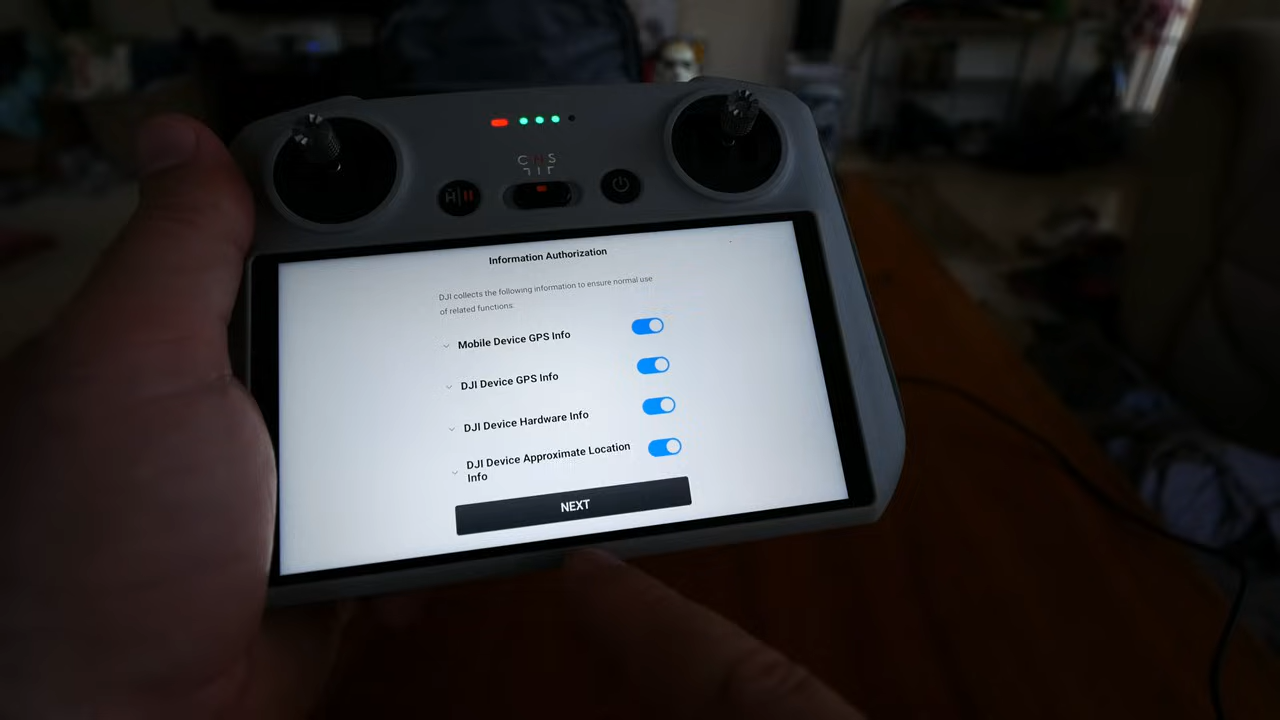 C N S
Information Authorization
DJI collects the following information to ensure normal use
of related functions:
Mobile Device GPS Info
DJI Device GPS Info
DJI Device Hardware Info
DJI Device Approximate Location
Info
NEXT